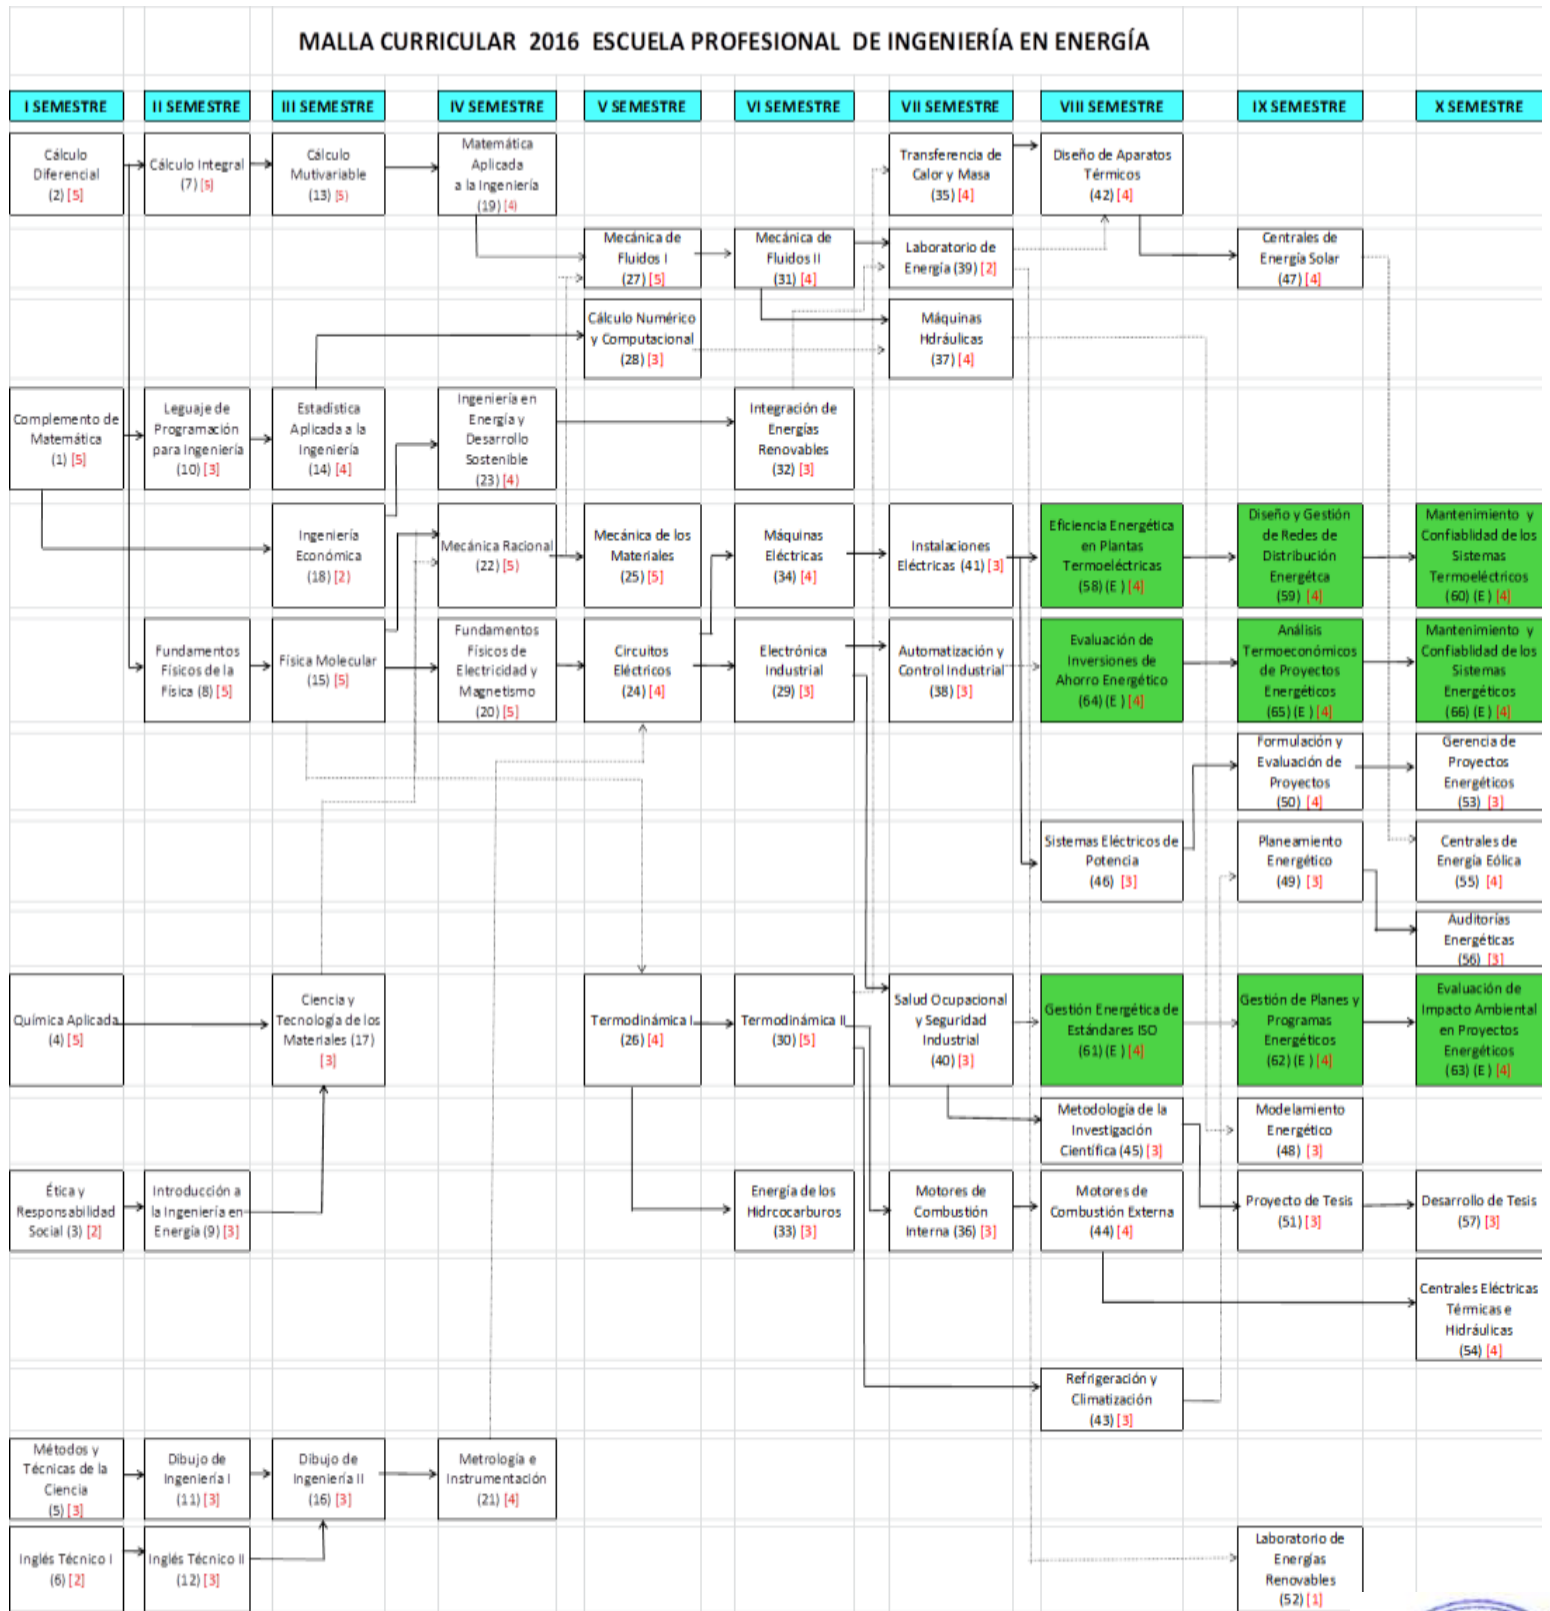 MALLA CURRICULAR 2016 ESCUELA PROFESIONAL DE INGENIERÍA EN ENERGÍA
I SEMESTRE
II SEMESTRE
III SEMESTRE
IV SEMESTRE
V SEMESTRE
VI SEMESTRE
VII SEMESTRE
VIII SEMESTRE
IX SEMESTRE
X SEMESTRE
Cálculo
Diferencial
(2) [5]
Cálculo Integral
(7) [5]
Cálculo
Mutivariable
(13) [5]
Matemática
Aplicada
a la Ingeniería
(19) [4]
Transferencia de
Calor y Masa
(35) [4]
Diseño de Aparatos
Térmicos
(42) [4]
Mecánica de
Fluidos I
(27) [5]
Mecánica de
Fluidos II
(31) [4]
Laboratorio de
Energía (39) [2]
Centrales de
Energía Solar
(47) [4]
Cálculo Numérico
y Computacional
(28) [3]
Máquinas
Hdráulicas
(37) [4]
Complemento de
Matemática
(1) [5]
Leguaje de
Programación
para Ingeniería
(10) [3]
Estadística
Aplicada a la
Ingeniería
(14) [4]
Ingeniería en
Energía y
Desarrollo
Sostenible
(23) [4]
Integración de
Energías
Renovables
(32) [3]
Ingeniería
Económica
(18) [2]
Mecánica Racional
(22) [5]
Mecánica de los
Materiales
(25) [5]
Máquinas
Eléctricas
(34) [4]
Instalaciones
Eléctricas (41) [3]
Eficiencia Energética
en Plantas
Termoeléctricas
(58) (E ) [4]
Diseño y Gestión
de Redes de
Distribución
Energétca
(59) [4]
Mantenimiento y
Confiablidad de los
Sistemas
Termoeléctricos
(60) (E ) [4]
Fundamentos
Físicos de la
Física (8) [5]
Física Molecular
(15) [5]
Fundamentos
Físicos de
Electricidad y
Magnetismo
(20) [5]
Circuitos
Eléctricos
(24) [4]
Electrónica
Industrial
(29) [3]
Automatización y
Control Industrial
(38) [3]
Evaluación de
Inversiones de
Ahorro Energético
(64) (E ) [4]
Análisis
Termoeconómicos
de Proyectos
Energéticos
(65) (E ) [4]
Mantenimiento y
Confiablidad de los
Sistemas
Energéticos
(66) (E ) [4]
Formulación y
Evaluación de
Proyectos
(50) [4]
Gerencia de
Proyectos
Energéticos
(53) [3]
Sistemas Eléctricos de
Potencia
(46) [3]
Planeamiento
Energético
(49) [3]
Centrales de
Energía Eólica
(55) [4]
Auditorías
Energéticas
(56) [3]
Química Aplicada
(4) [5]
Ciencia y
Tecnología de los
Materiales (17)
[3]
Termodinámica I
(26) [4]
Termodinámica II
(30) [5]
Salud Ocupacional
y Seguridad
Industrial
(40) [3]
Gestión Energética de
Estándares ISO
(61) (E ) [4]
Gestión de Planes y
Programas
Energéticos
(62) (E ) [4]
Evaluación de
Impacto Ambiental
en Proyectos
Energéticos
(63) (E ) [4]
Metodología de la
Investigación
Científica (45) [3]
Modelamiento
Energético
(48) [3]
Ética y
Responsabilidad
Social (3) [2]
Introducción a
la Ingeniería en
Energía (9) [3]
Energía de los
Hidrcocarburos
(33) [3]
Motores de
Combustión
Interna (36) [3]
Motores de
Combustión Externa
(44) [4]
Proyecto de Tesis
(51) [3]
Desarrollo de Tesis
(57) [3]
Centrales Eléctricas
Térmicas e
Hidráulicas
(54) [4]
Refrigeración y
Climatización
(43) [3]
Métodos y
Técnicas de la
Ciencia
(5) [3]
Dibujo de
Ingeniería I
(11) [3]
Dibujo de
Ingeniería II
(16) [3]
Metrología e
Instrumentación
(21) [4]
Inglés Técnico I
(6) [2]
Inglés Técnico II
(12) [3]
Laboratorio de
Energías
Renovables
(52) [1]